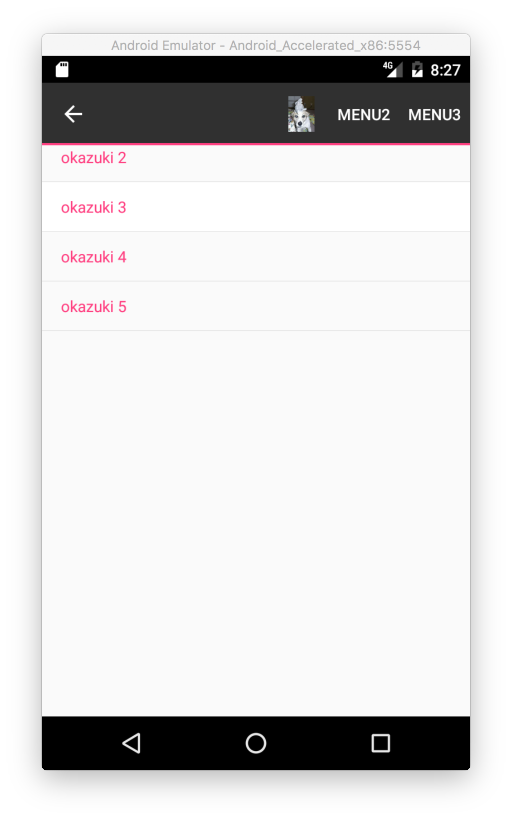 Android Emulator - Android_Accelerated_x86:5554
4G 8:27
MENU2 MENU3
okazuki 2
okazuki 3
okazuki 4
okazuki 5